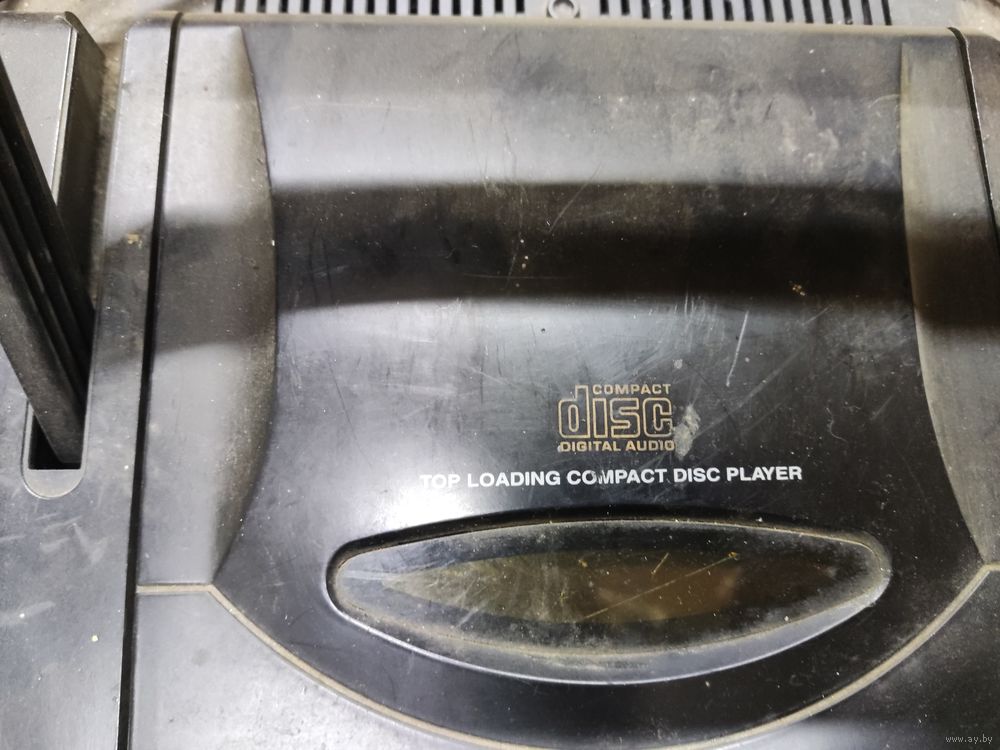 COMPACT
disc
DIGITAL AUDIO
TOP LOADING COMPACT DISC PLAYER
www.ay.by